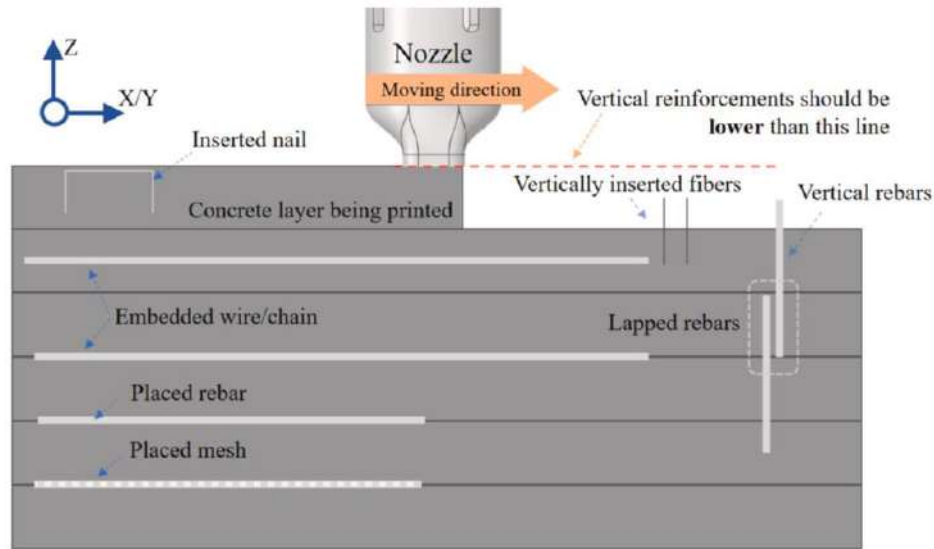 Z
X/Y
Nozzle
Moving direction
Vertical reinforcements should be
lower than this line
Inserted nail
Vertically inserted fibers
Vertical rebars
Concrete layer being printed
Embedded wire/chain
Lapped rebars
Placed rebar
Placed mesh